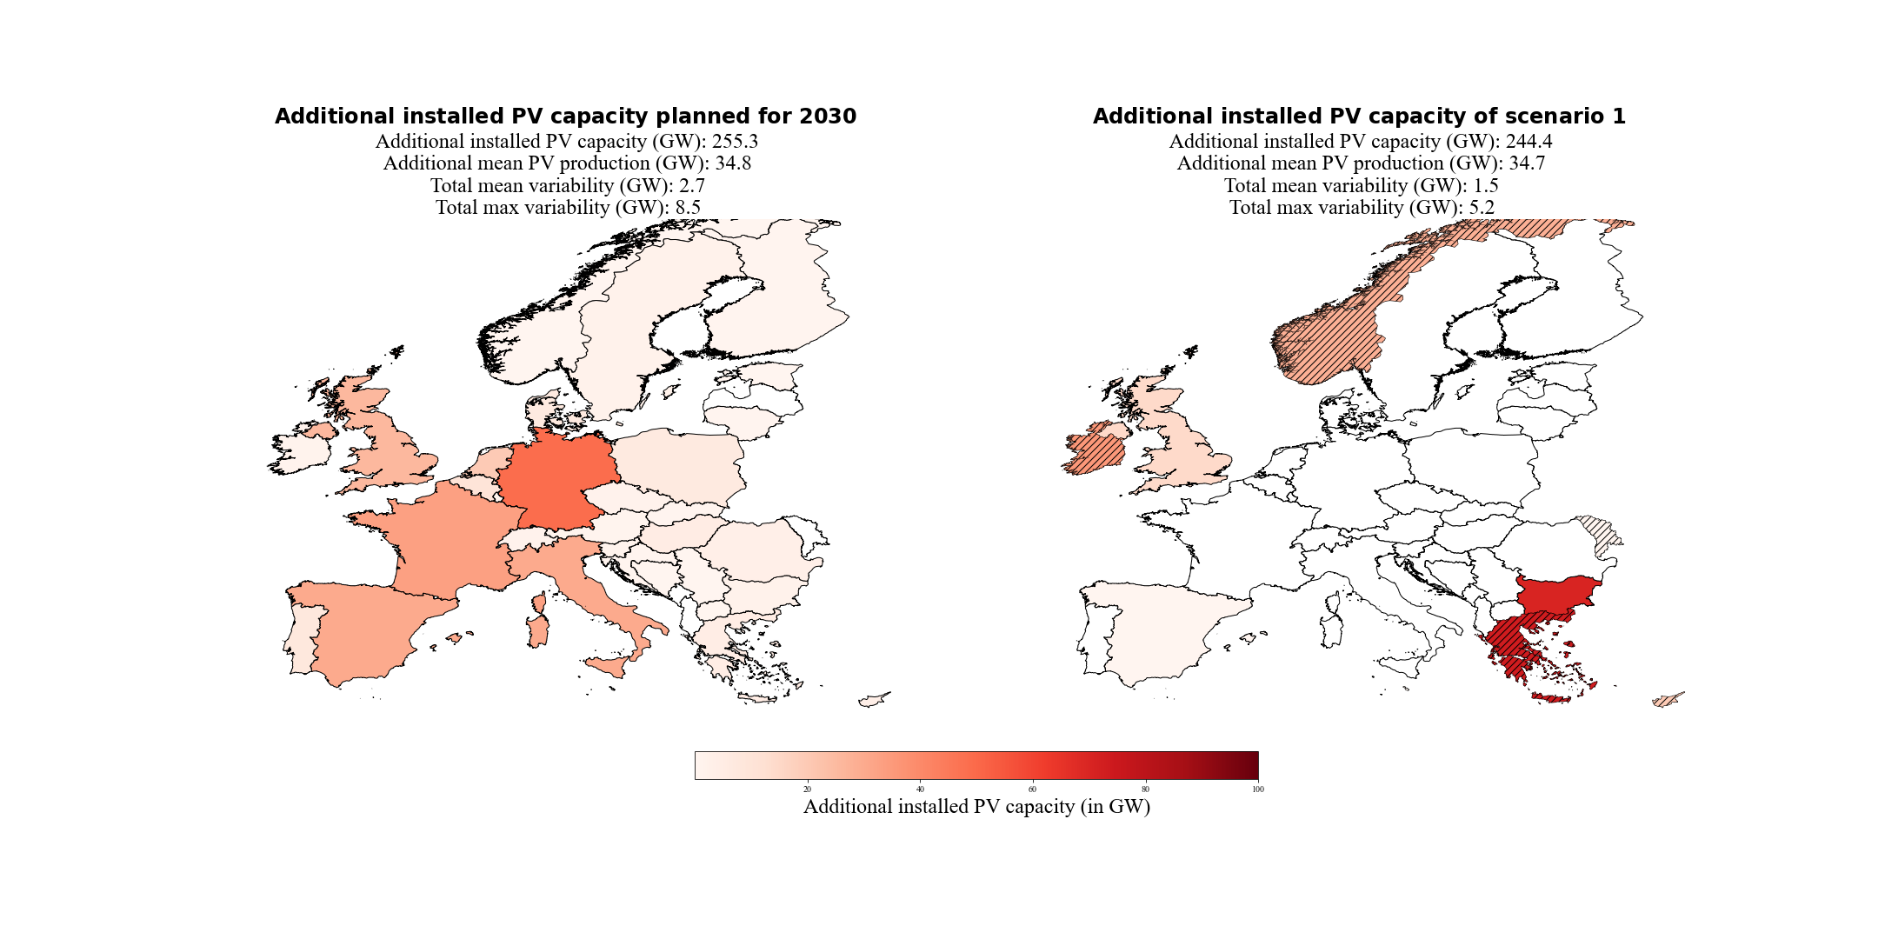 Additional installed PV capacity planned for 2030
Additional installed PV capacity (GW): 255.3
Additional mean PV production (GW): 34.8
Total mean variability (GW): 2.7
Total max variability (GW): 8.5
Additional installed PV capacity of scenario 1
Additional installed PV capacity (GW): 244.4
Additional mean PV production (GW): 34.7
Total mean variability (GW): 1.5
Total max variability (GW): 5.2
20 40 60 80 100
Additional installed PV capacity (in GW)